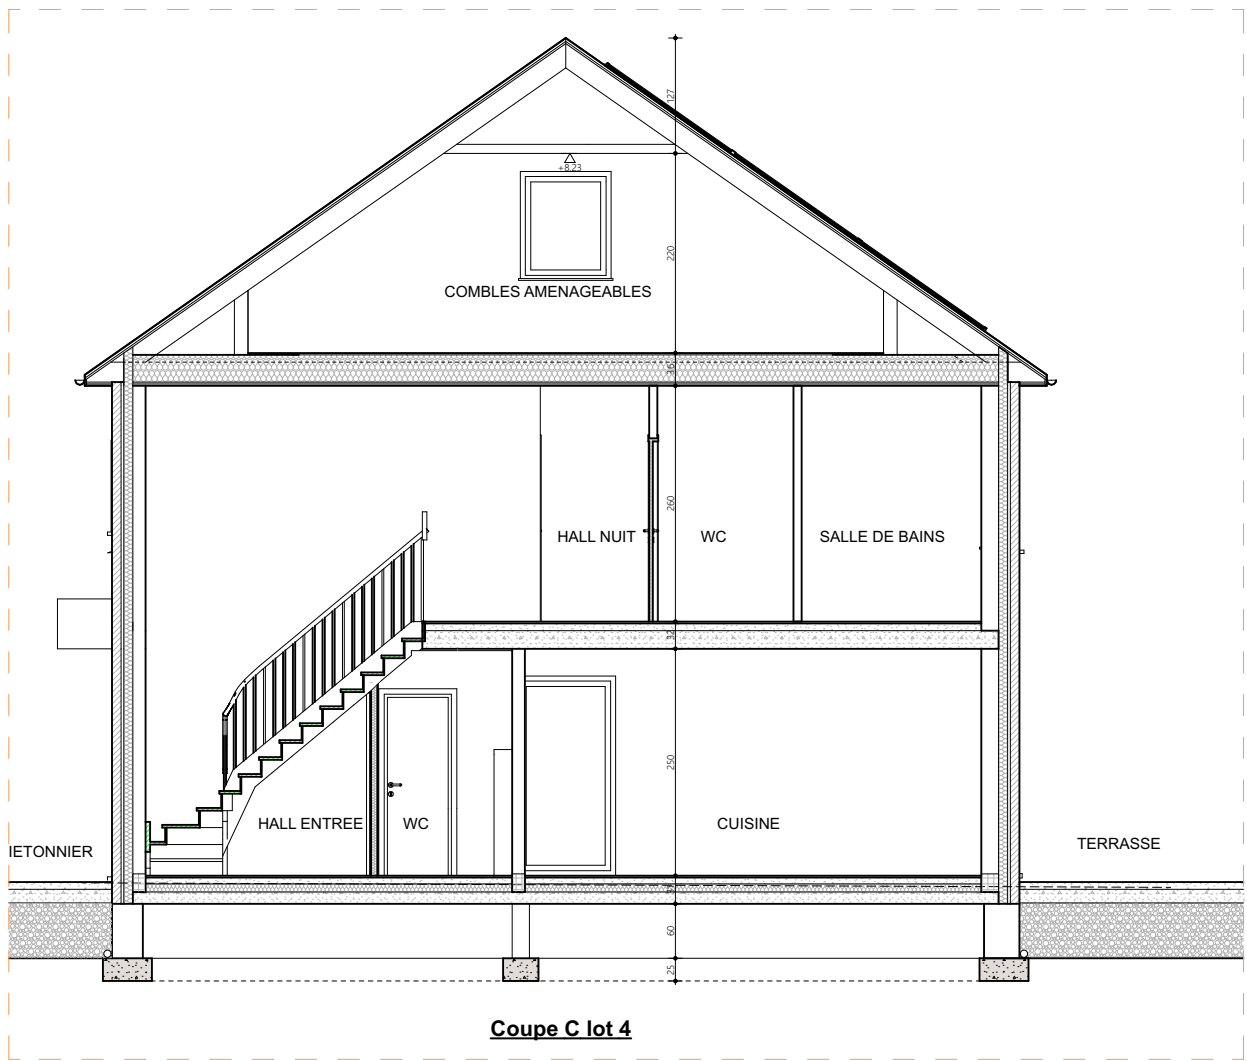 127
+8.23
220
COMBLES AMENAGEABLES
36
260
HALL NUIT WC SALLE DE BAINS
32
250
HALL ENTREE WC CUISINE
IETONNIER TERRASSE
60
25
Coupe C lot 4